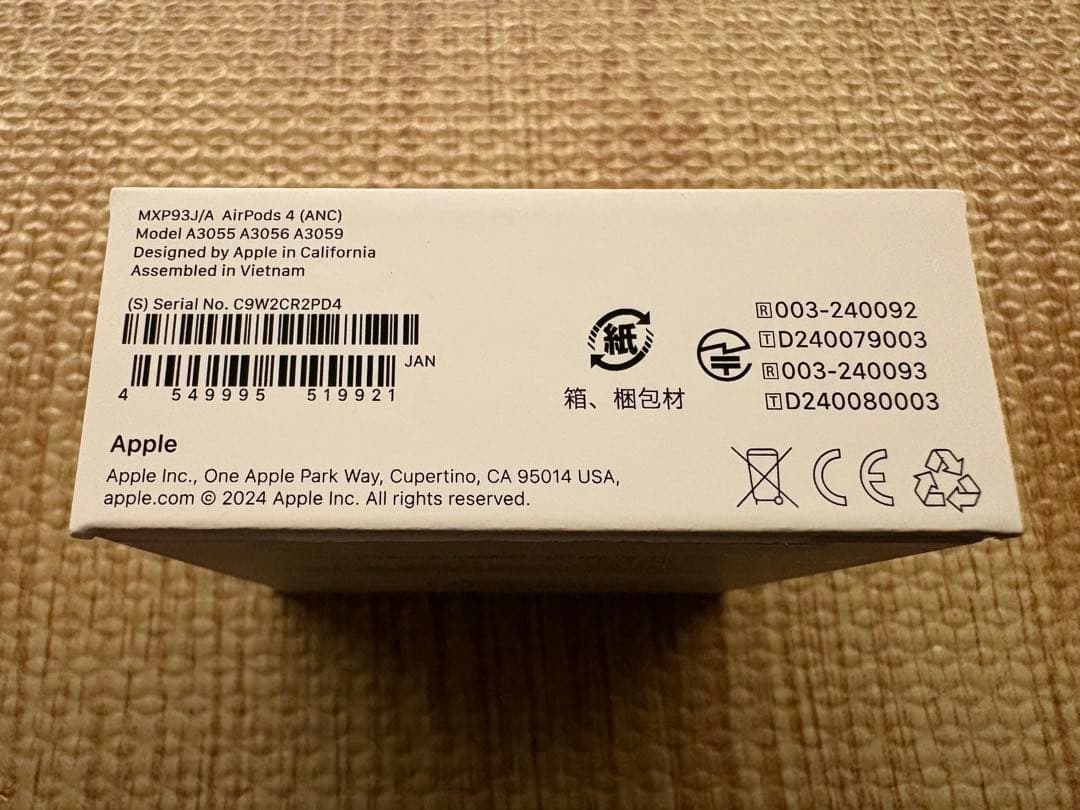 MXP93J/A AirPods 4 (ANC)
Model A3055 A3056 A3059
Designed by Apple in California
Assembled in Vietnam
(S) Serial No. C9W2CR2PD4
JAN
4 549995 519921
紙
箱、梱包材
R003-240092
TD240079003
R003-240093
TD240080003
Apple
Apple Inc., One Apple Park Way, Cupertino, CA 95014 USA,
apple.com © 2024 Apple Inc. All rights reserved.
CE